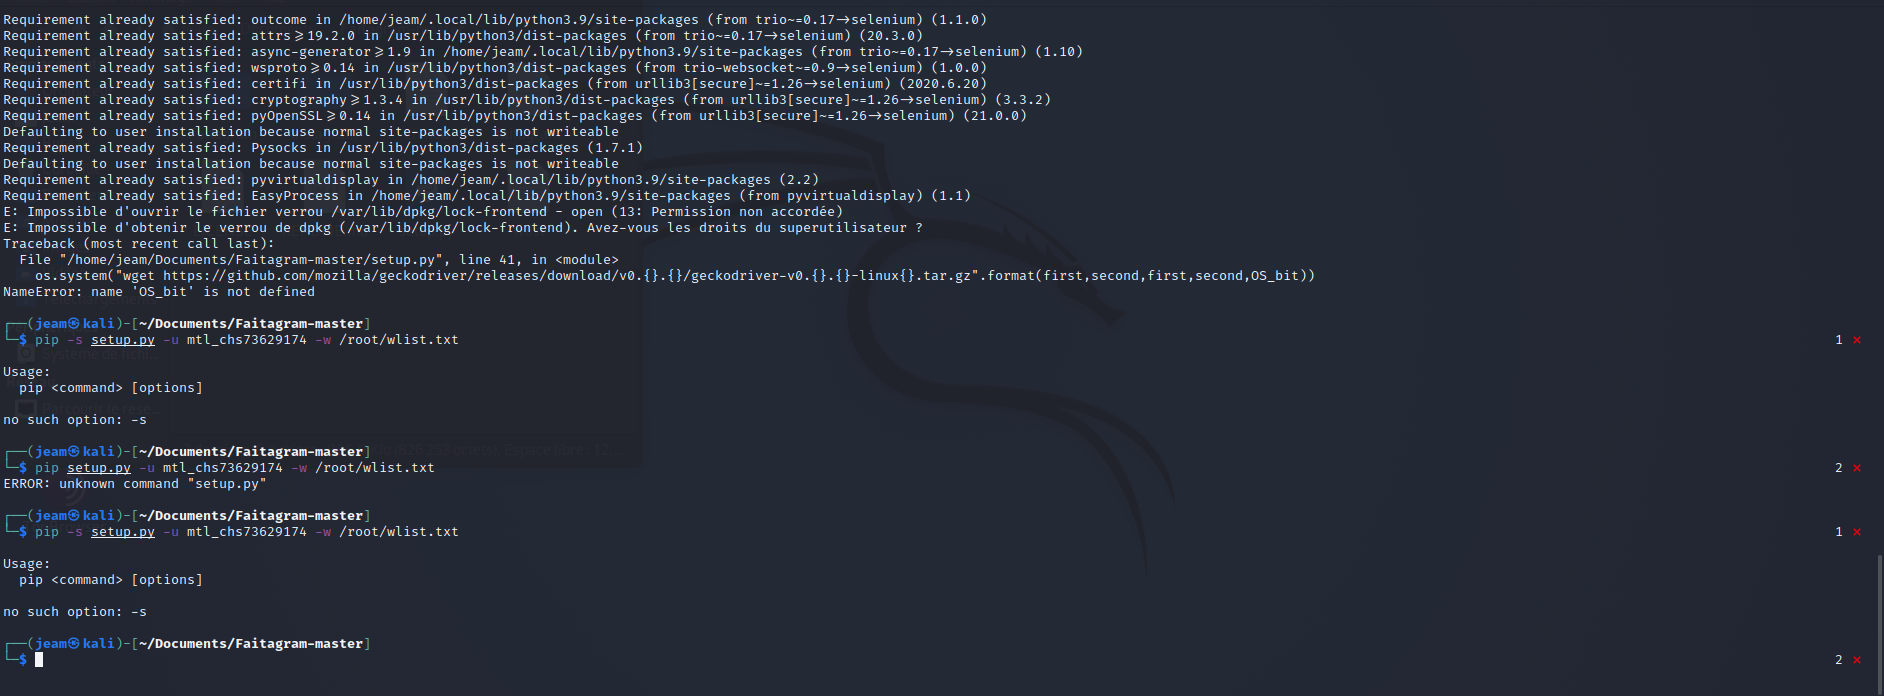 Requirement already satisfied: outcome in /home/jeam/.local/lib/python3.9/site-packages (from trio~=0.17->selenium) (1.1.0)
Requirement already satisfied: attrs>=19.2.0 in /usr/lib/python3/dist-packages (from trio~=0.17->selenium) (20.3.0)
Requirement already satisfied: async-generator>=1.9 in /home/jeam/.local/lib/python3.9/site-packages (from trio~=0.17->selenium) (1.10)
Requirement already satisfied: wsproto>=0.14 in /usr/lib/python3/dist-packages (from trio-websocket~=0.9->selenium) (1.0.0)
Requirement already satisfied: certifi in /usr/lib/python3/dist-packages (from urllib3[secure]~=1.26->selenium) (2020.6.20)
Requirement already satisfied: cryptography>=1.3.4 in /usr/lib/python3/dist-packages (from urllib3[secure]~=1.26->selenium) (3.3.2)
Requirement already satisfied: pyOpenSSL>=0.14 in /usr/lib/python3/dist-packages (from urllib3[secure]~=1.26->selenium) (21.0.0)
Defaulting to user installation because normal site-packages is not writeable
Requirement already satisfied: Pysocks in /usr/lib/python3/dist-packages (1.7.1)
Defaulting to user installation because normal site-packages is not writeable
Requirement already satisfied: pyvirtualdisplay in /home/jeam/.local/lib/python3.9/site-packages (2.2)
Requirement already satisfied: EasyProcess in /home/jeam/.local/lib/python3.9/site-packages (from pyvirtualdisplay) (1.1)
E: Impossible d'ouvrir le fichier verrou /var/lib/dpkg/lock-frontend - open (13: Permission non accordée)
E: Impossible d'obtenir le verrou de dpkg (/var/lib/dpkg/lock-frontend). Avez-vous les droits du superutilisateur ?
Traceback (most recent call last):
  File "/home/jeam/Documents/Faitagram-master/setup.py", line 41, in <module>
    os.system("wget https://github.com/mozilla/geckodriver/releases/download/v0.{}.{}/geckodriver-v0.{}.{}-linux{}.tar.gz".format(first,second,first,second,OS_bit))
NameError: name 'OS_bit' is not defined
┌──(jeam㉿kali)-[~/Documents/Faitagram-master]
└─$ pip -s setup.py -u mtl_chs73629174 -w /root/wlist.txt 1 ⨯
Usage:
  pip <command> [options]
no such option: -s
┌──(jeam㉿kali)-[~/Documents/Faitagram-master]
└─$ pip setup.py -u mtl_chs73629174 -w /root/wlist.txt 2 ⨯
ERROR: unknown command "setup.py"
┌──(jeam㉿kali)-[~/Documents/Faitagram-master]
└─$ pip -s setup.py -u mtl_chs73629174 -w /root/wlist.txt 1 ⨯
Usage:
  pip <command> [options]
no such option: -s
┌──(jeam㉿kali)-[~/Documents/Faitagram-master]
└─$ 2 ⨯